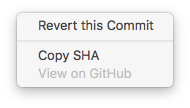 Revert this Commit
Copy SHA
View on GitHub